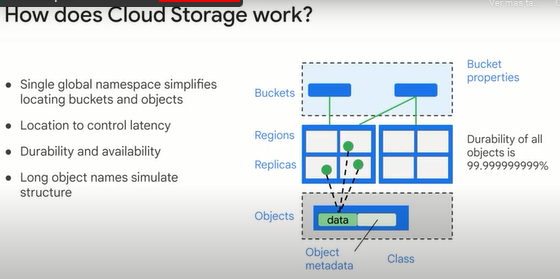 How does Cloud Storage work?
Single global namespace simplifies
locating buckets and objects
Location to control latency
Durability and availability
Long object names simulate
structure
Buckets
Bucket
properties
Regions
Replicas
Durability of all
objects is
99.999999999%
Objects
data
Object
metadata
Class